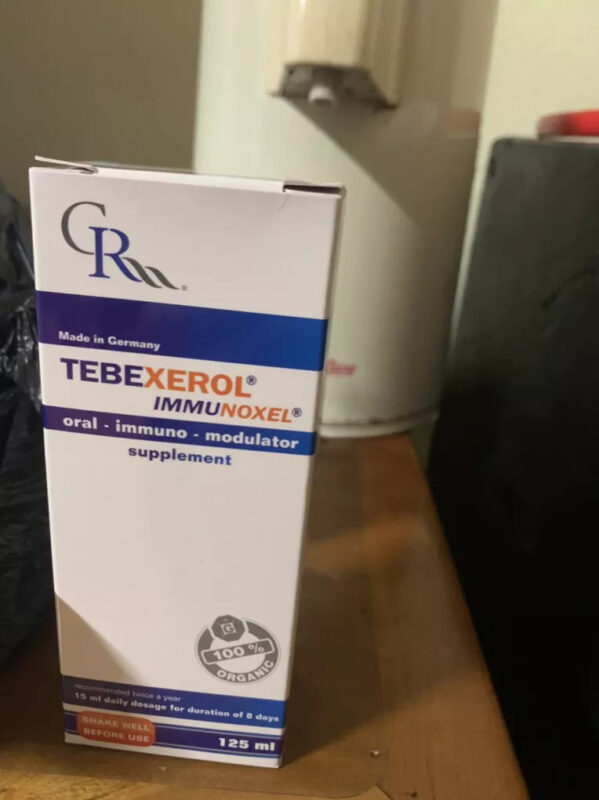 CR
Made in Germany
TEBEXEROL®
IMMUNOXEL®
oral - immuno - modulator
supplement
G
100 %
ORGANIC
recommended twice a year
15 ml daily dosage for duration of 8 days
SHAKE WELL
BEFORE USE
125 ml